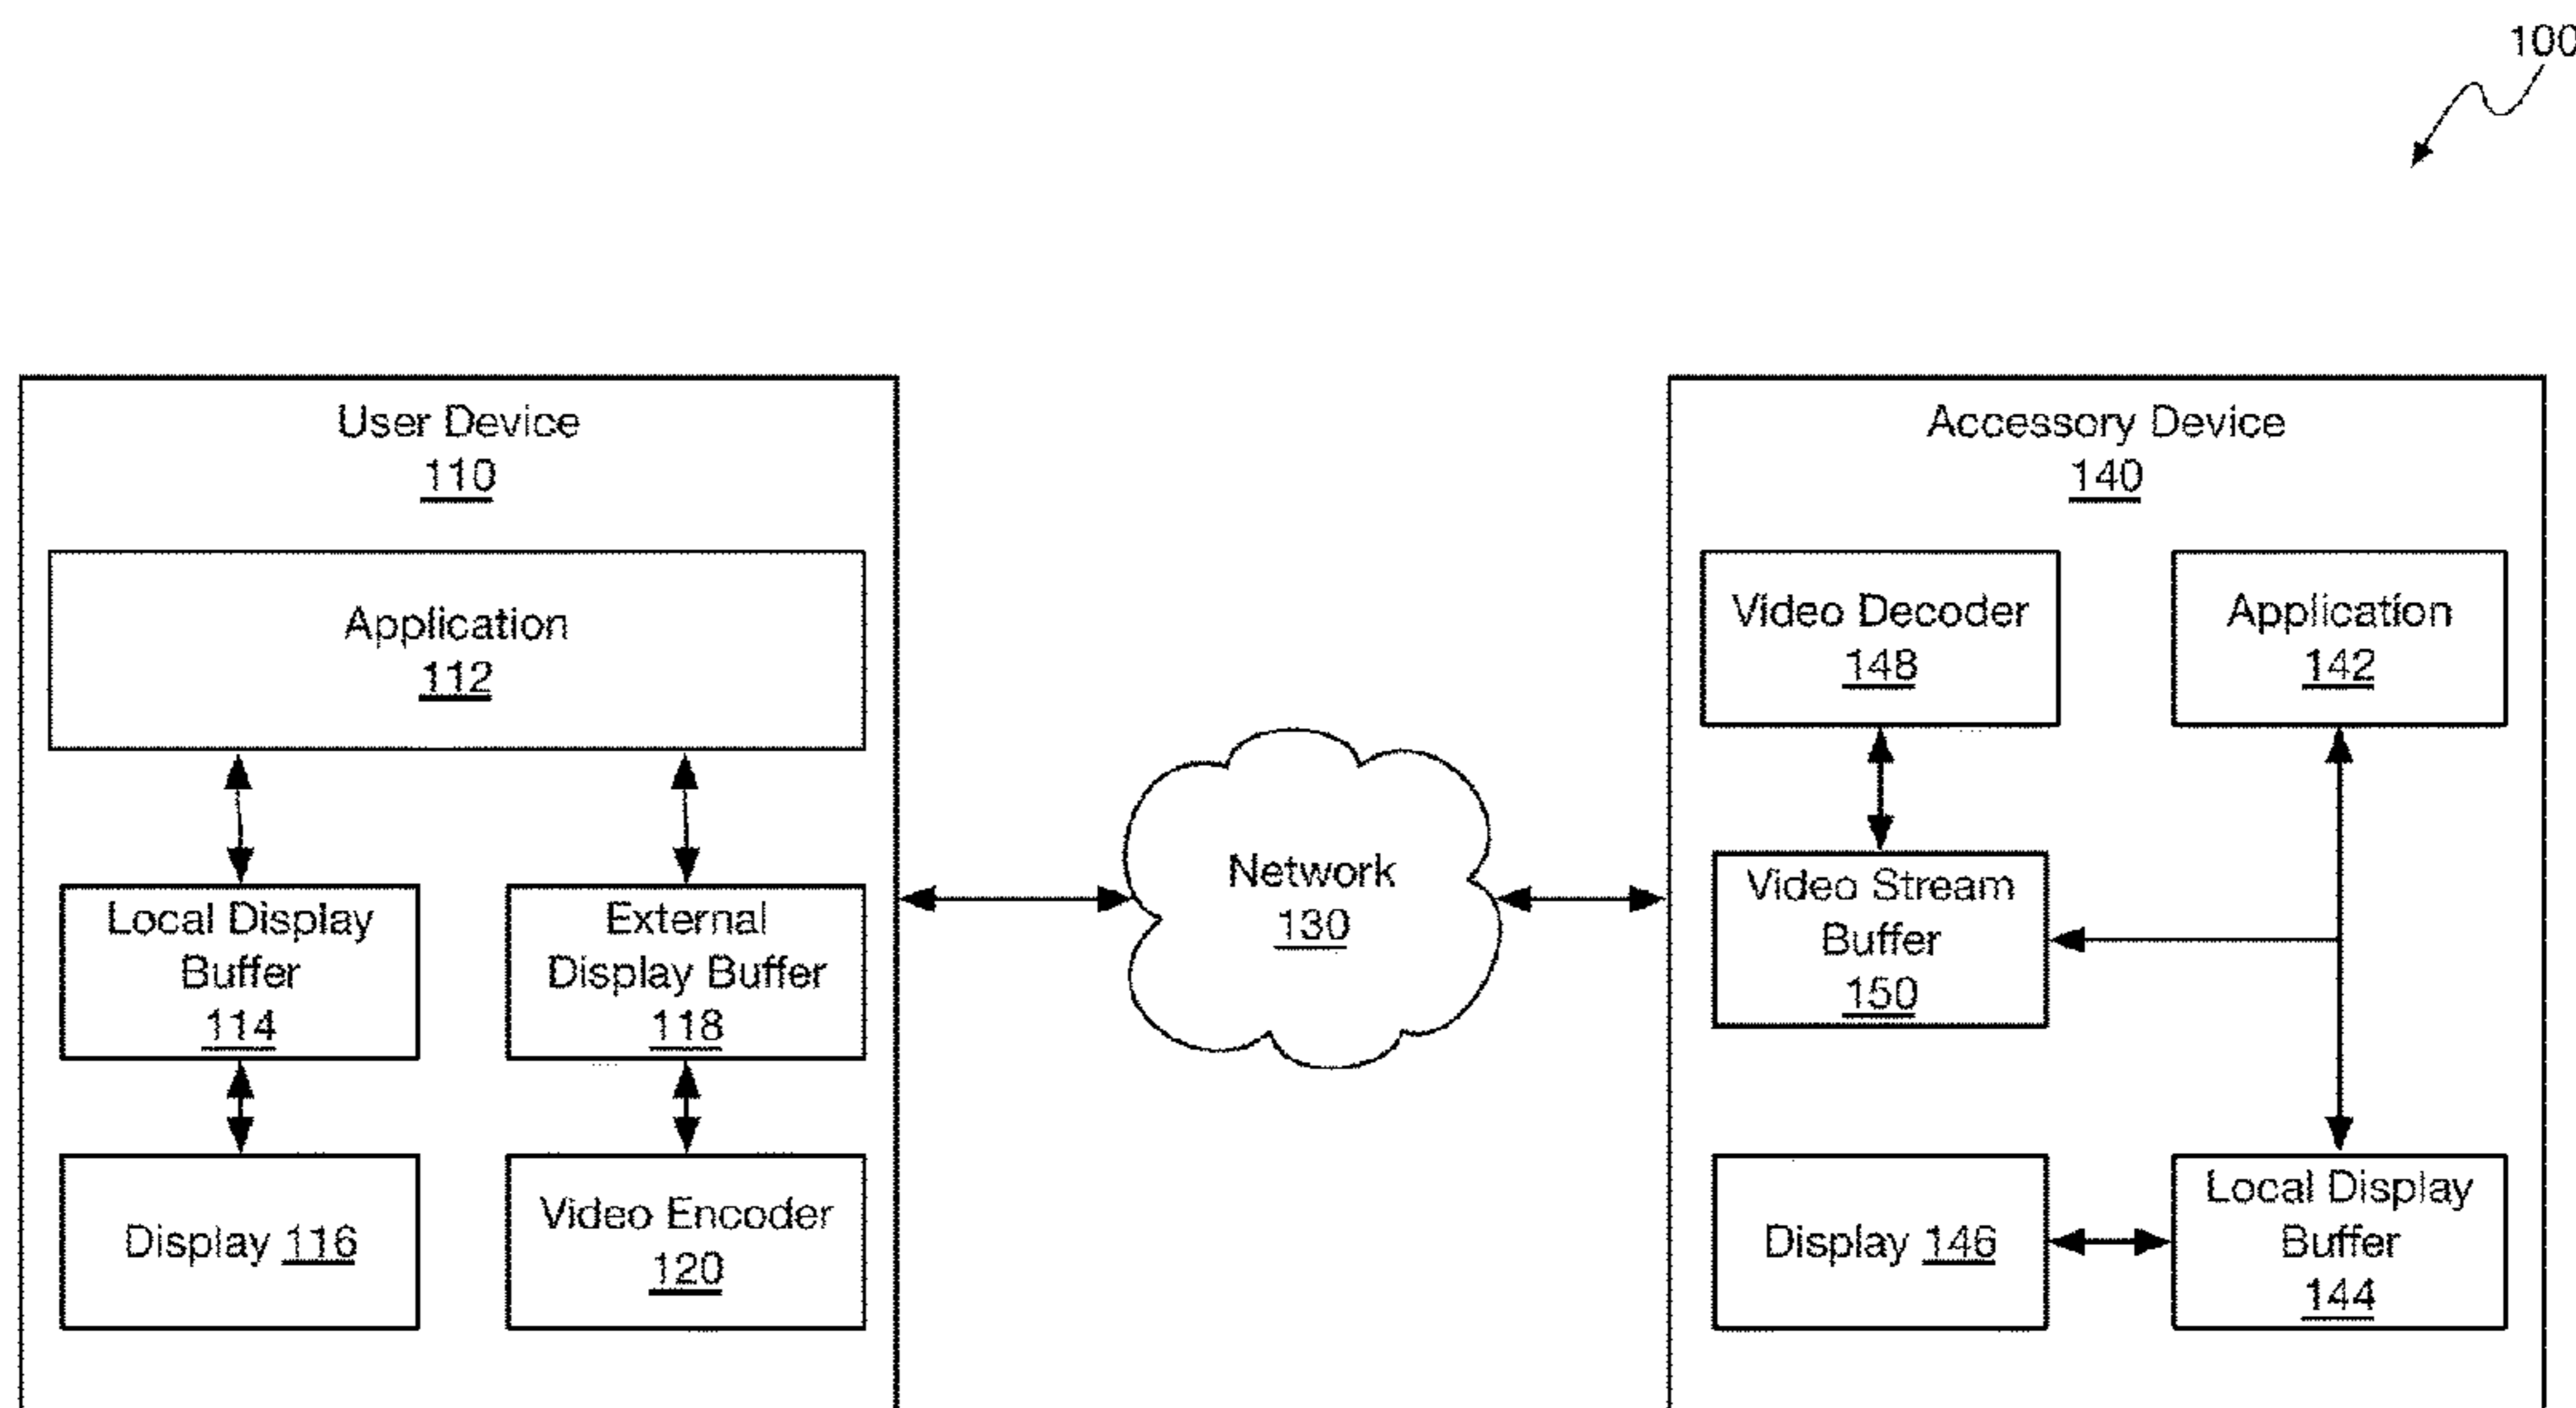 100
User Device
110
Application
112
Local Display
Buffer
114
External
Display Buffer
118
Display 116
Video Encoder
120
Network
130
Accessory Device
140
Video Decoder
148
Application
142
Video Stream
Buffer
150
Display 146
Local Display
Buffer
144